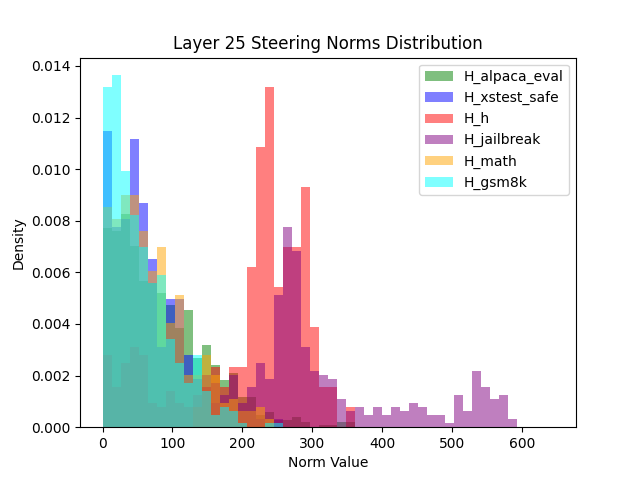 Layer 25 Steering Norms Distribution
0.014
0.012
0.010
0.008
0.006
0.004
0.002
0.000
Density
0
100
200
300
400
500
600
Norm Value
H_alpaca_eval
H_xstest_safe
H_h
H_jailbreak
H_math
H_gsm8k